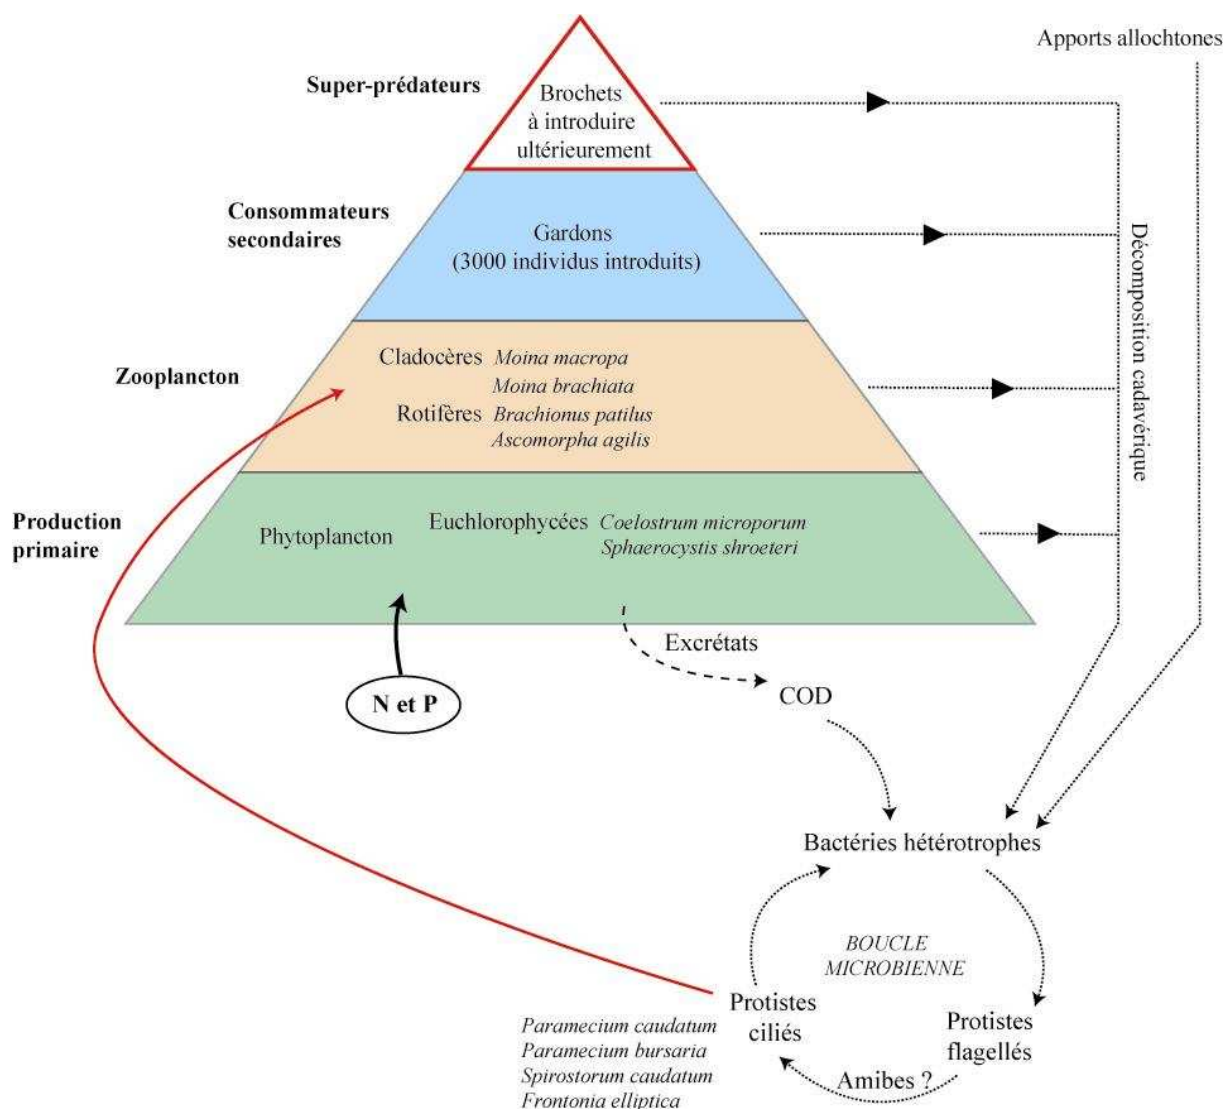 Apports allochtones
Super-prédateurs
Brochets
à introduire
ultérieurement
Consommateurs
secondaires
Gardons
(3000 individus introduits)
Décomposition cadavérique
Zooplancton
Cladocères Moina macropa
Moina brachiata
Rotifères Brachionus patilus
Ascomorpha agilis
Production
primaire
Phytoplancton
Euchlorophycées Coelostrum microporum
Sphaerocystis shroeteri
N et P
Excrétats
COD
Bactéries hétérotrophes
BOUCLE
MICROBIENNE
Protistes
ciliés
Protistes
flagellés
Amibes ?
Paramecium caudatum
Paramecium bursaria
Spirostorum caudatum
Frontonia elliptica